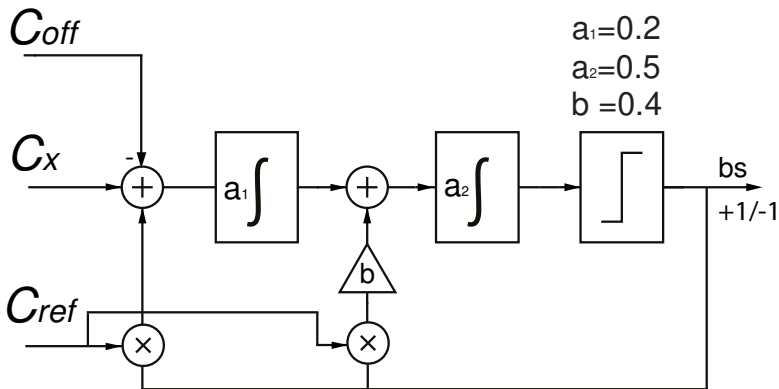 Coff
a1=0.2
a2=0.5
b =0.4
Cx
-
+
a1∫
+
a2∫
bs
+1/-1
b
Cref
×
×